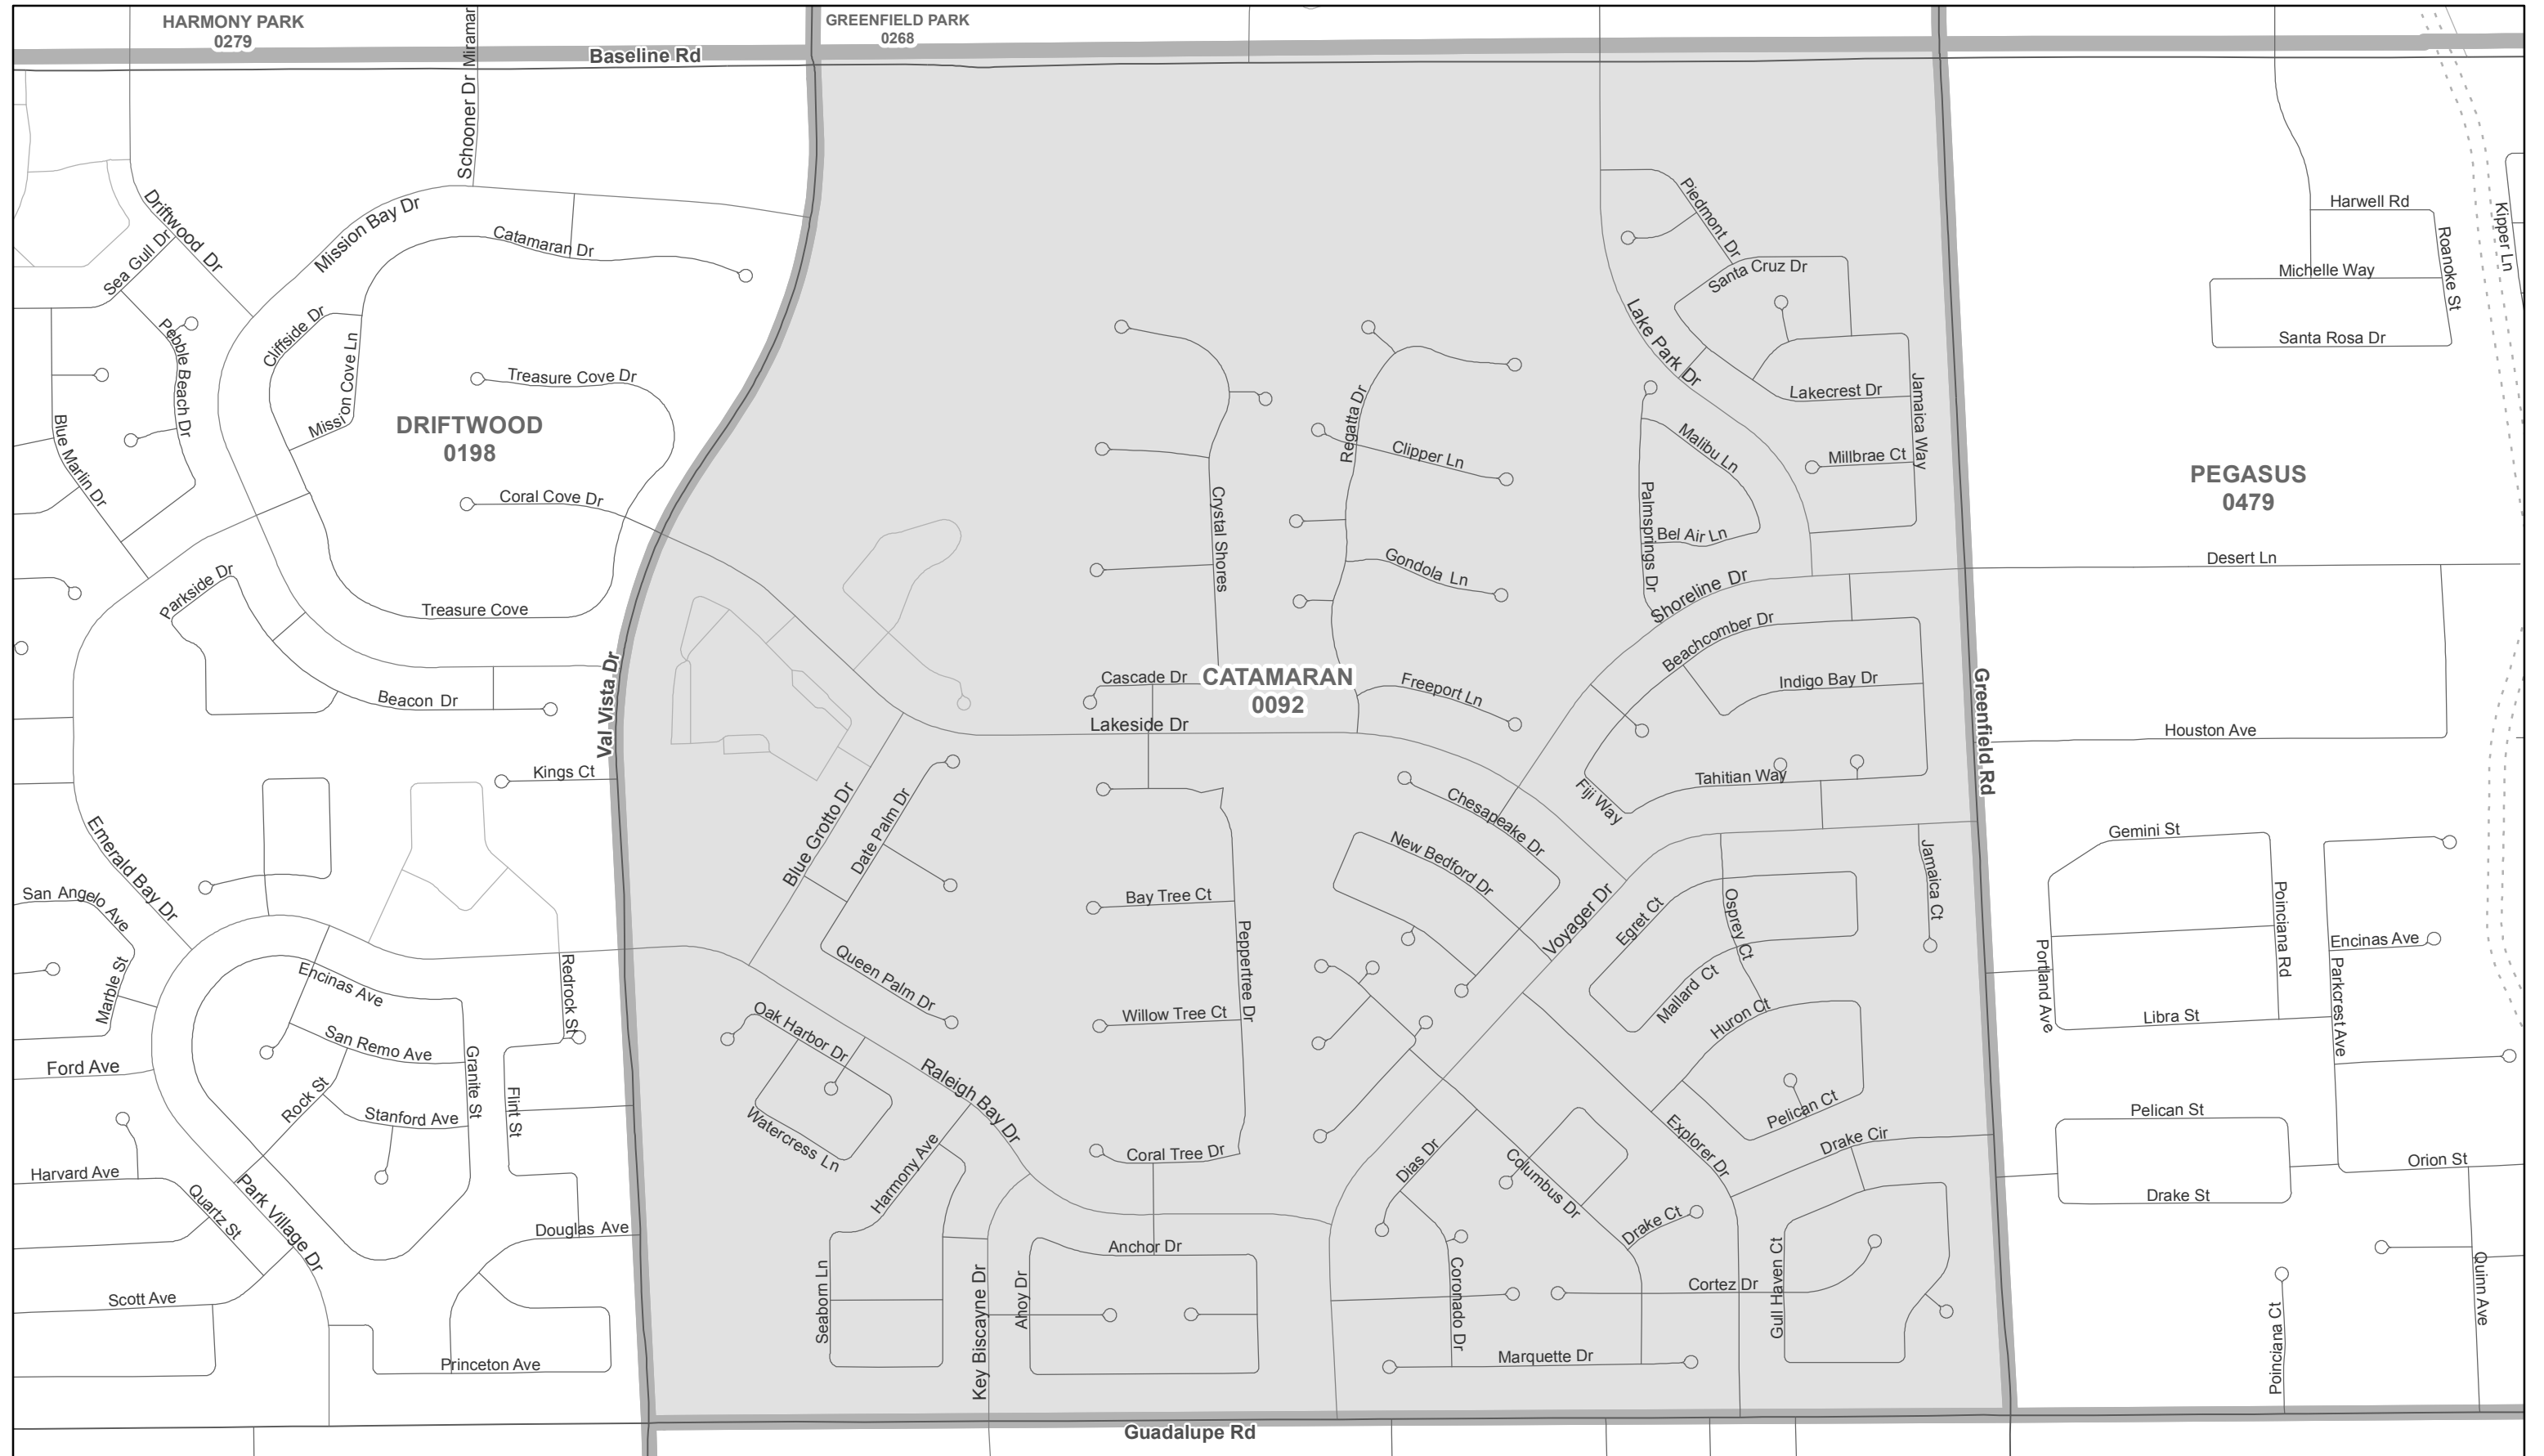 HARMONY PARK
0279
GREENFIELD PARK
0268
Baseline Rd
Miramar
Schooner Dr
Driftwood Dr
Mission Bay Dr
Catamaran Dr
Sea Gull Dr
Pebble Beach Dr
Cliffside Dr
Mission Cove Ln
Treasure Cove Dr
DRIFTWOOD
0198
Blue Marlin Dr
Coral Cove Dr
Parkside Dr
Treasure Cove
Beacon Dr
Val Vista Dr
Kings Ct
Emerald Bay Dr
San Angelo Ave
Marble St
Encinas Ave
San Remo Ave
Redrock St
Ford Ave
Rock St
Granite St
Stanford Ave
Flint St
Harvard Ave
Quartz St
Park Village Dr
Douglas Ave
Scott Ave
Princeton Ave
Piedmont Dr
Santa Cruz Dr
Lake Park Dr
Lakecrest Dr
Jamaica Way
Millbrae Ct
Malibu Ln
Palmsprings Dr
Bel Air Ln
Regatta Dr
Clipper Ln
Crystal Shores
Gondola Ln
Shoreline Dr
Beachcomber Dr
Indigo Bay Dr
Cascade Dr
CATAMARAN
0092
Freeport Ln
Lakeside Dr
Greenfield Rd
Tahitian Way
Fiji Way
Chesapeake Dr
New Bedford Dr
Blue Grotto Dr
Date Palm Dr
Bay Tree Ct
Peppertree Dr
Queen Palm Dr
Willow Tree Ct
Voyager Dr
Egret Ct
Osprey Ct
Jamaica Ct
Mallard Ct
Huron Ct
Pelican Ct
Oak Harbor Dr
Raleigh Bay Dr
Watercress Ln
Harmony Ave
Coral Tree Dr
Dias Dr
Columbus Dr
Explorer Dr
Drake Cir
Drake Ct
Anchor Dr
Ahoy Dr
Seaborn Ln
Key Biscayne Dr
Coronado Dr
Cortez Dr
Gull Haven Ct
Marquette Dr
Guadalupe Rd
Harwell Rd
Roanoke St
Kipper Ln
Michelle Way
Santa Rosa Dr
PEGASUS
0479
Desert Ln
Houston Ave
Gemini St
Poinciana Rd
Portland Ave
Encinas Ave
Parkcrest Ave
Libra St
Pelican St
Orion St
Drake St
Quinn Ave
Poinciana Ct